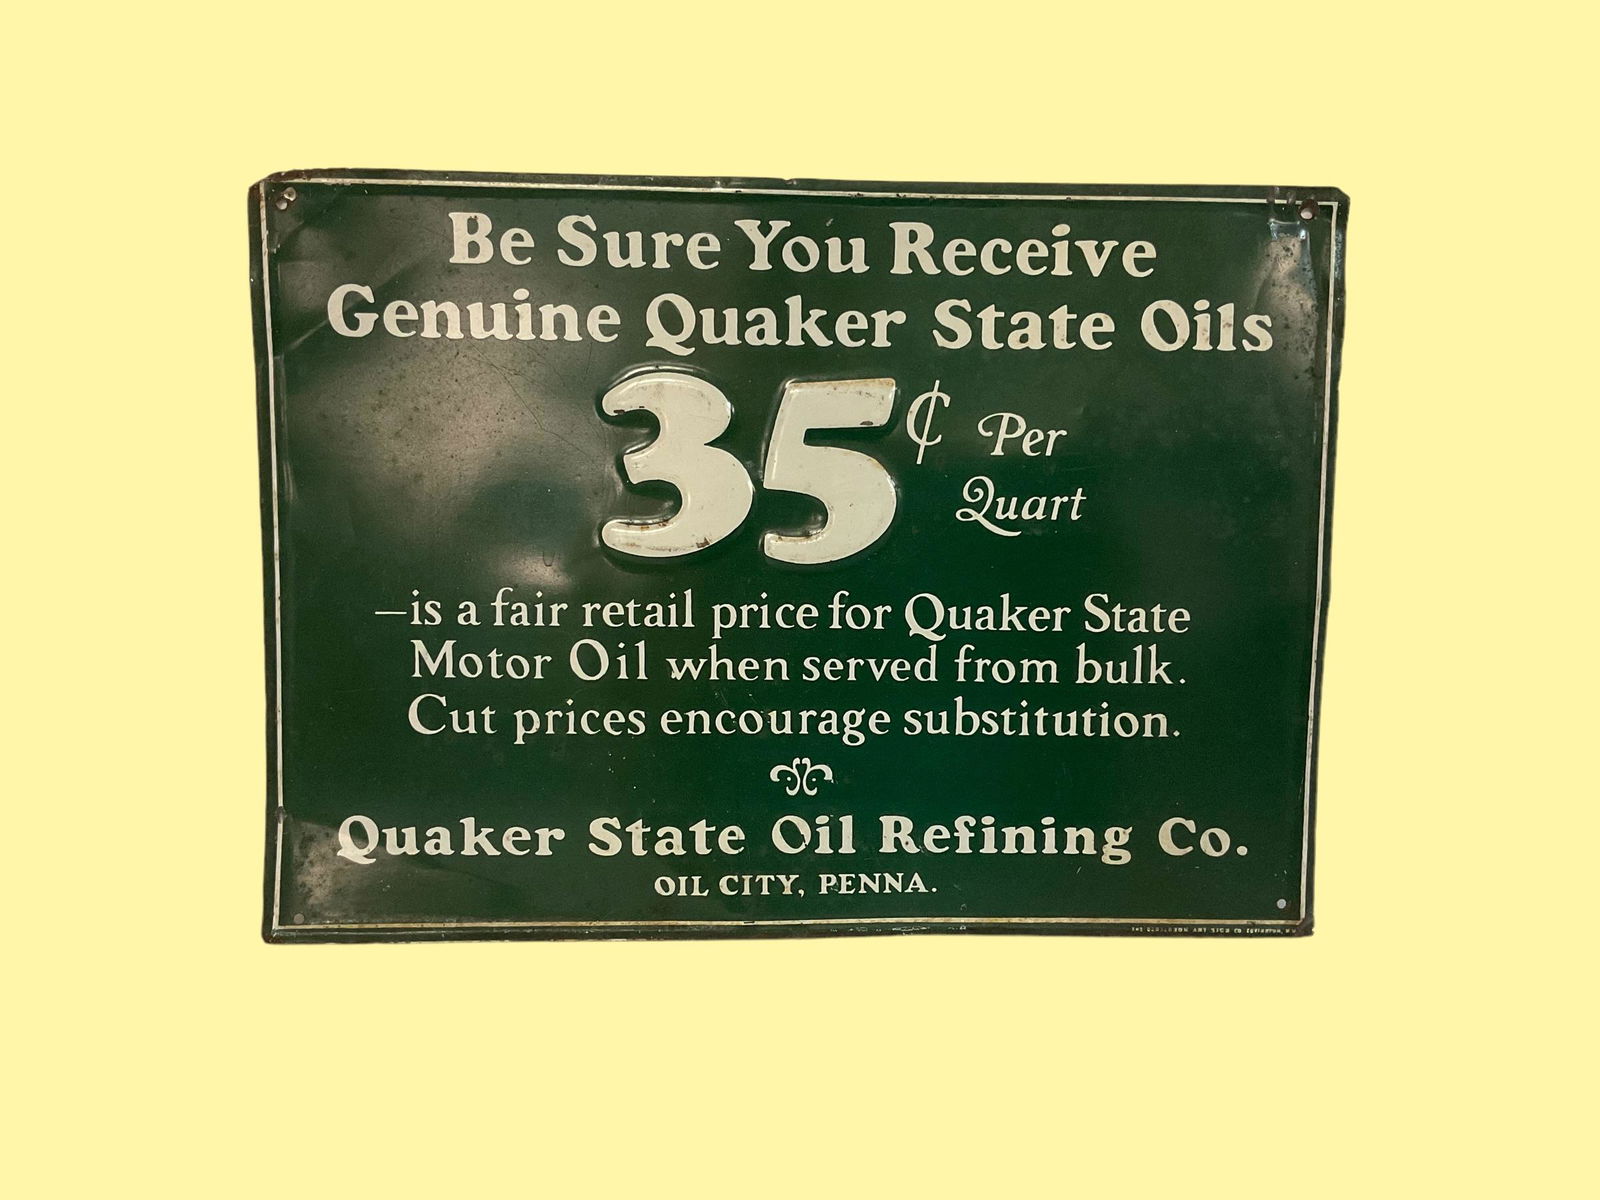 Be Sure You Receive
Genuine Quaker State Oils
35¢ Per
Quart
—is a fair retail price for Quaker State
Motor Oil when served from bulk.
Cut prices encourage substitution.
Quaker State Oil Refining Co.
OIL CITY, PENNA.